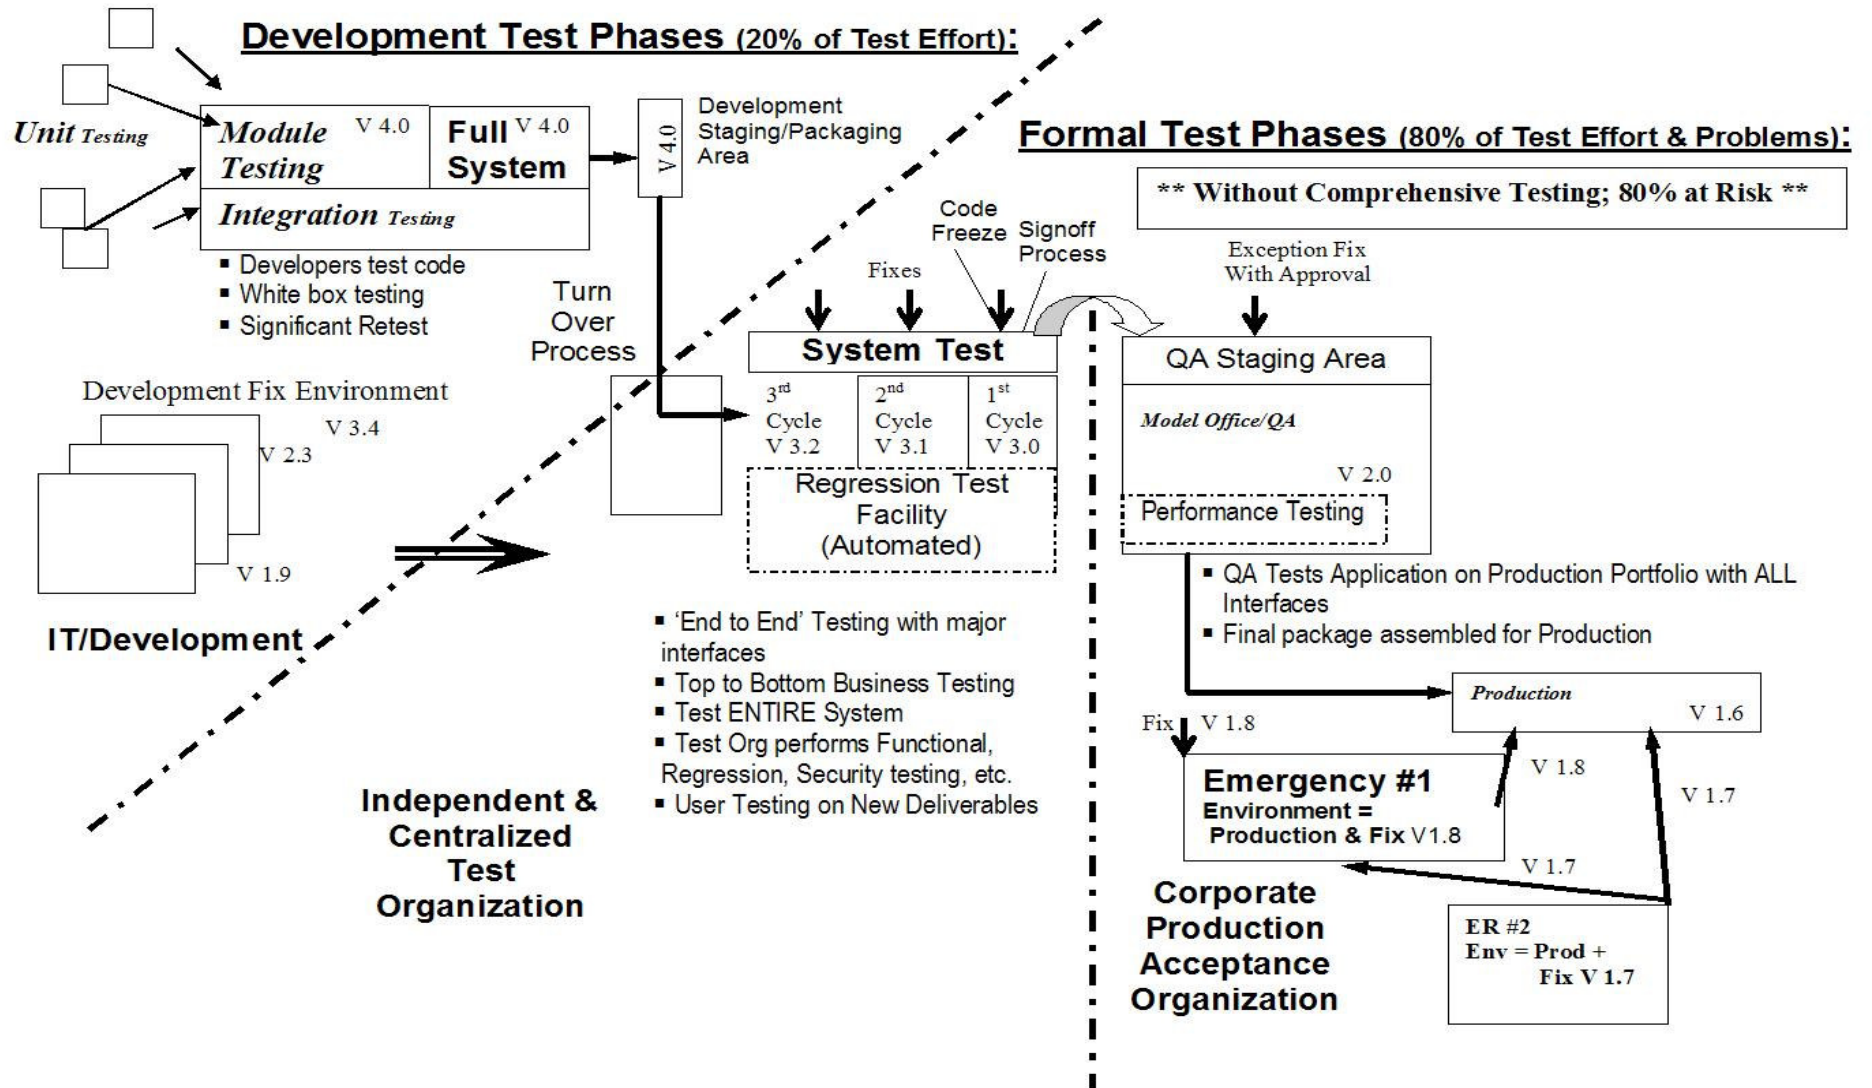 Development Test Phases (20% of Test Effort):
Unit Testing
Module
Testing
V 4.0
Full
System
V 4.0
Integration Testing
V 4.0
Development
Staging/Packaging
Area
▪ Developers test code
▪ White box testing
▪ Significant Retest
Turn
Over
Process
Development Fix Environment
V 3.4
V 2.3
V 1.9
IT/Development
Formal Test Phases (80% of Test Effort & Problems):
** Without Comprehensive Testing; 80% at Risk **
Fixes
Code
Freeze
Signoff
Process
System Test
3rd
Cycle
V 3.2
2nd
Cycle
V 3.1
1st
Cycle
V 3.0
Regression Test
Facility
(Automated)
▪ ‘End to End’ Testing with major
interfaces
▪ Top to Bottom Business Testing
▪ Test ENTIRE System
▪ Test Org performs Functional,
Regression, Security testing, etc.
▪ User Testing on New Deliverables
Independent &
Centralized
Test
Organization
Exception Fix
With Approval
QA Staging Area
Model Office/QA
V 2.0
Performance Testing
▪ QA Tests Application on Production Portfolio with ALL
Interfaces
▪ Final package assembled for Production
Production
V 1.6
Fix
V 1.8
Emergency #1
Environment =
Production & Fix V1.8
V 1.8
V 1.7
V 1.7
ER #2
Env = Prod +
Fix V 1.7
Corporate
Production
Acceptance
Organization